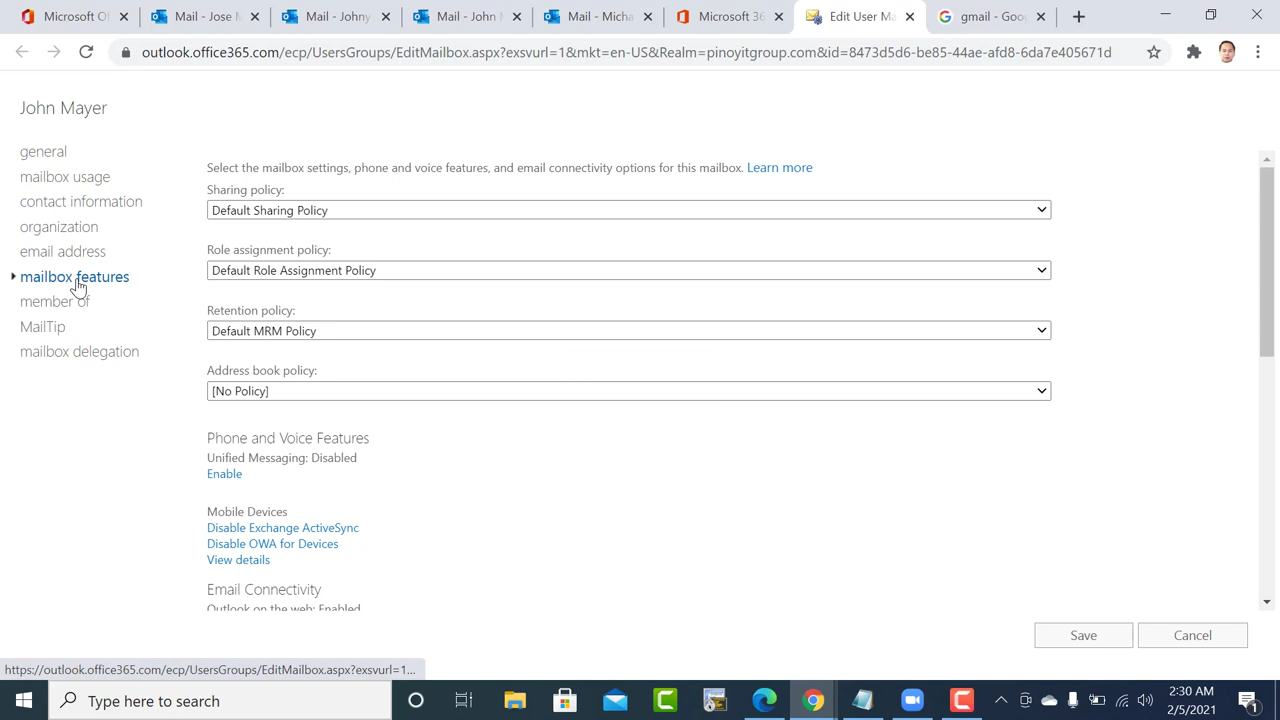 Microsoft Of
Mail - Jose M
Mail - Johny
Mail - John M
Mail - Micha
Microsoft 36
Edit User Ma
gmail - Goo
outlook.office365.com/ecp/UsersGroups/EditMailbox.aspx?exsvurl=1&mkt=en-US&Realm=pinoyitgroup.com&id=8473d5d6-be85-44ae-afd8-6da7e405671d
John Mayer
general
mailbox usage
contact information
organization
email address
mailbox features
member of
MailTip
mailbox delegation
Select the mailbox settings, phone and voice features, and email connectivity options for this mailbox. Learn more
Sharing policy:
Default Sharing Policy
Role assignment policy:
Default Role Assignment Policy
Retention policy:
Default MRM Policy
Address book policy:
[No Policy]
Phone and Voice Features
Unified Messaging: Disabled
Enable
Mobile Devices
Disable Exchange ActiveSync
Disable OWA for Devices
View details
Email Connectivity
Outlook on the web: Enabled
Save
Cancel
https://outlook.office365.com/ecp/UsersGroups/EditMailbox.aspx?exsvurl=1...
Type here to search
2:30 AM
2/5/2021